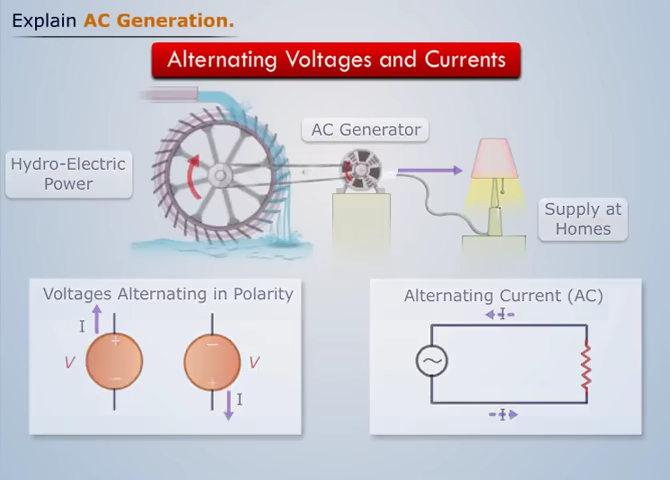 Explain AC Generation.
Alternating Voltages and Currents
AC Generator
Hydro-Electric
Power
Supply at
Homes
Voltages Alternating in Polarity
I
+
V
−
−
V
+
I
Alternating Current (AC)
I
~
I